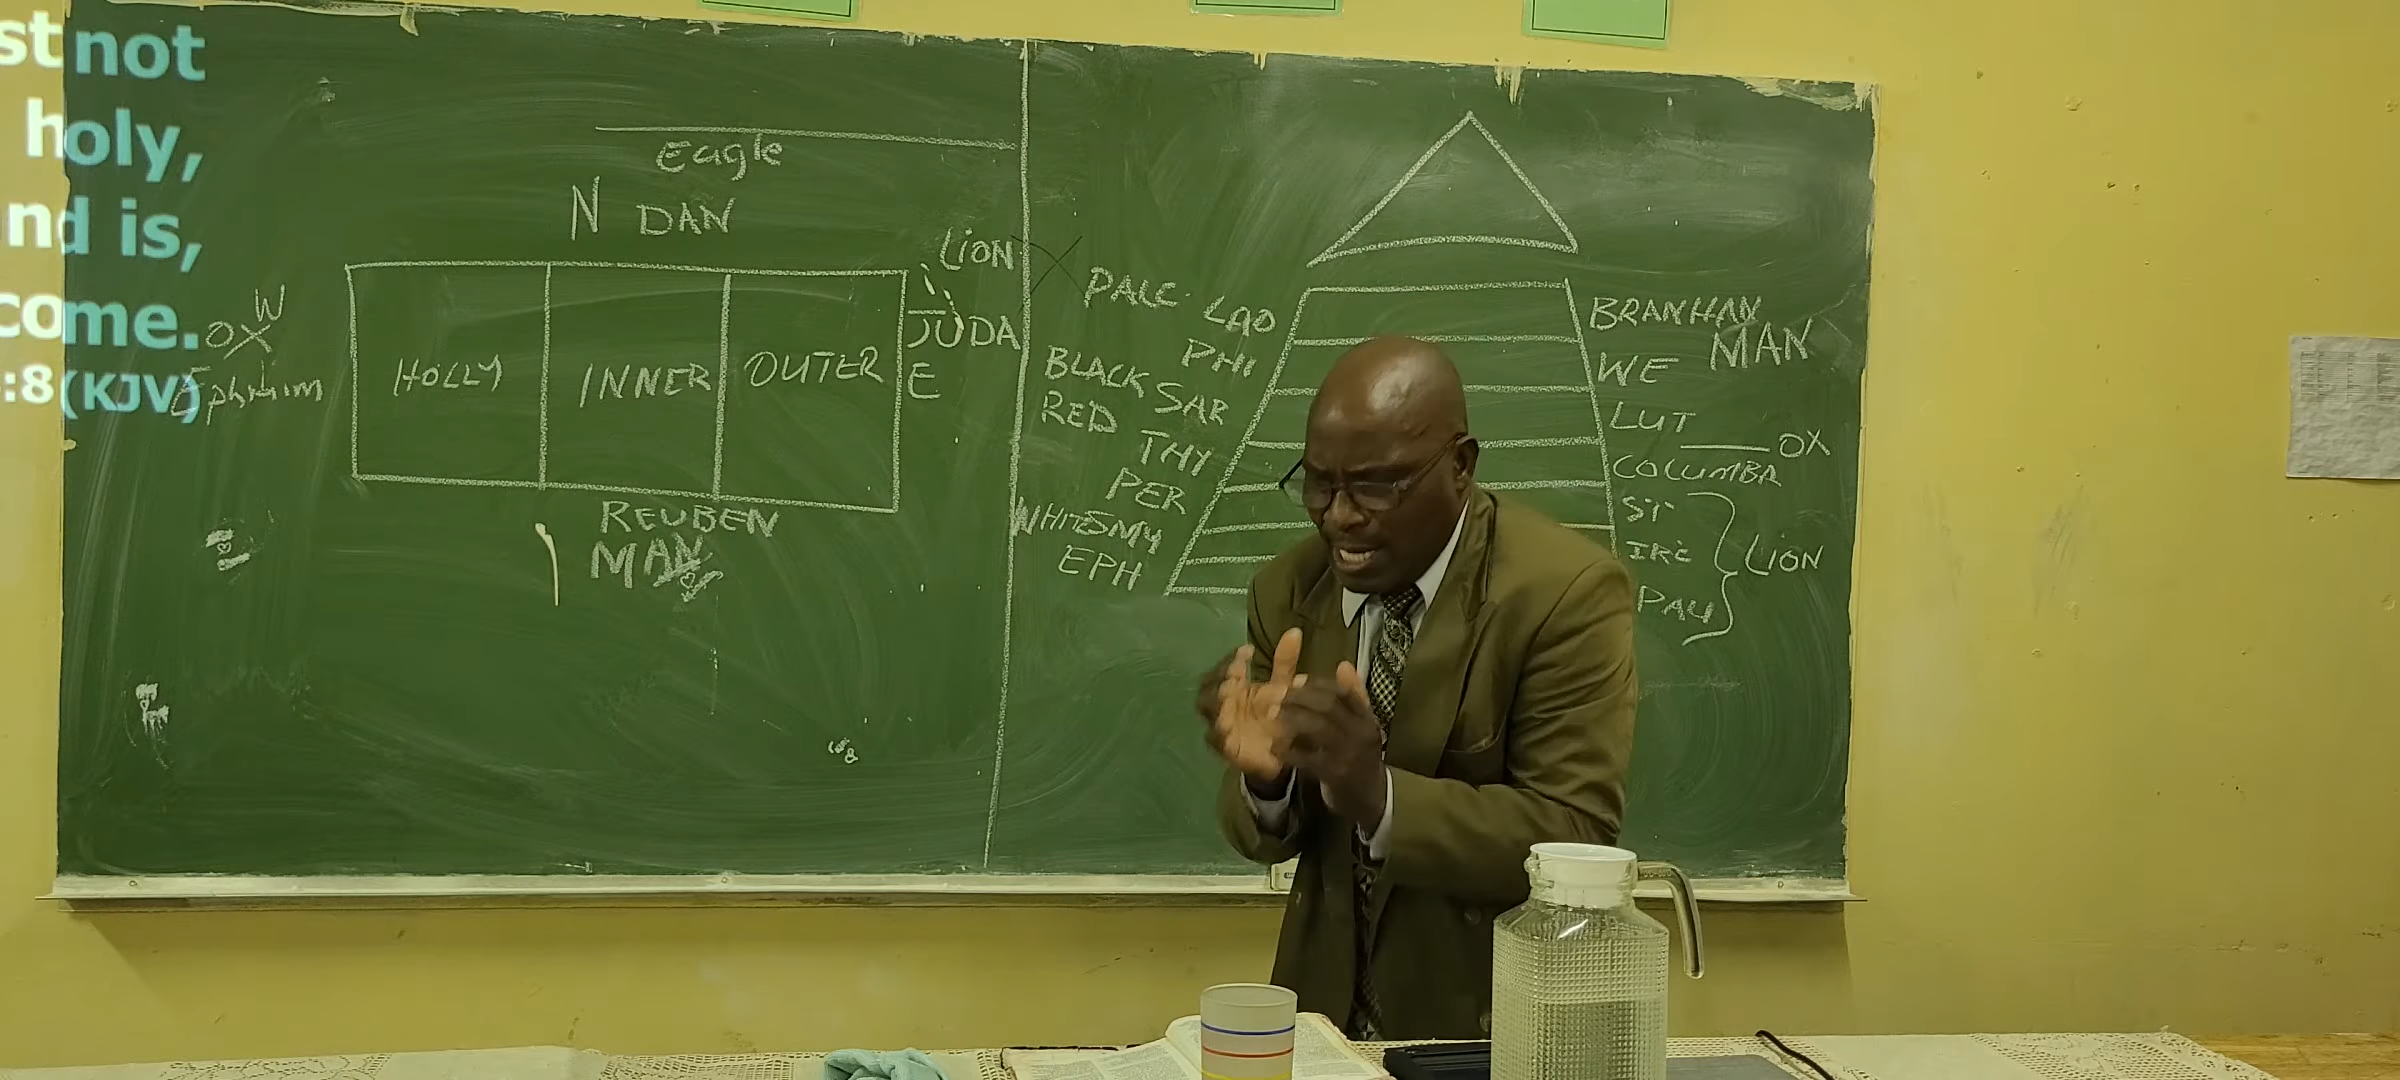 st not
holy,
nd is,
come.
:8 (KJV)
Eagle
N DAN
LION
W
OX
Ephraim
HOLLY
INNER
OUTER
JUDA
E
REUBEN
MAN
PALE LAO
PHI
BLACK SAR
RED THY
PER
WHITE SMY
EPH
BRANHAM
MAN
WE
LUT OX
COLUMBA
ST
IRE LION
PAU